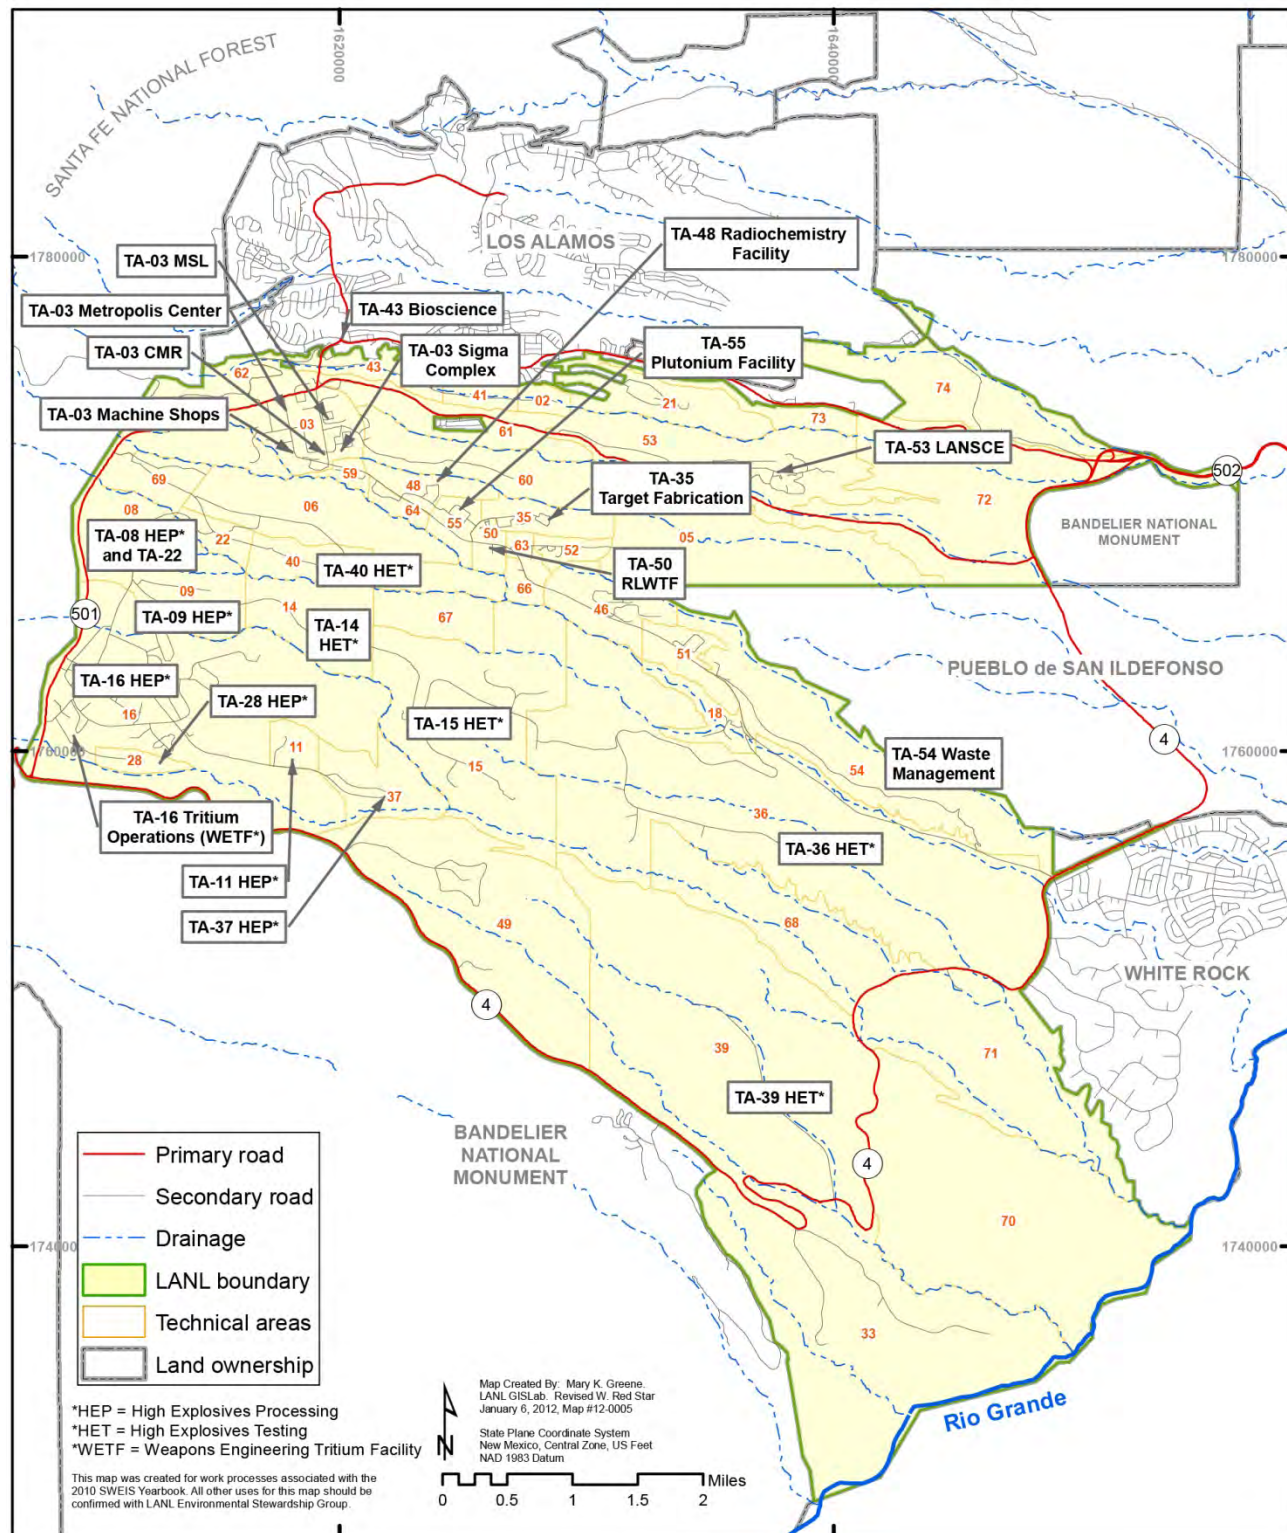 SANTA FE NATIONAL FOREST
1620000
1640000
LOS ALAMOS
TA-48 Radiochemistry
Facility
1780000
1780000
TA-03 MSL
TA-03 Metropolis Center
TA-43 Bioscience
TA-03 CMR
TA-03 Sigma
Complex
TA-55
Plutonium Facility
TA-03 Machine Shops
62
43
41
02
21
74
73
03
61
53
TA-53 LANSCE
502
59
69
48
60
TA-35
Target Fabrication
72
08
06
64
55
35
BANDELIER NATIONAL
MONUMENT
TA-08 HEP*
and TA-22
22
50
63
52
05
40
TA-40 HET*
TA-50
RLWTF
09
66
501
TA-09 HEP*
14
TA-14
HET*
67
46
51
PUEBLO de SAN ILDEFONSO
TA-16 HEP*
TA-28 HEP*
16
TA-15 HET*
18
4
1760000
1760000
28
11
15
54
TA-54 Waste
Management
37
36
TA-16 Tritium
Operations (WETF*)
TA-36 HET*
TA-11 HEP*
TA-37 HEP*
49
68
WHITE ROCK
4
39
71
TA-39 HET*
BANDELIER
NATIONAL
MONUMENT
4
70
1740000
1740000
33
Rio Grande
Primary road
Secondary road
Drainage
LANL boundary
Technical areas
Land ownership
*HEP = High Explosives Processing
*HET = High Explosives Testing
*WETF = Weapons Engineering Tritium Facility
This map was created for work processes associated with the
2010 SWEIS Yearbook. All other uses for this map should be
confirmed with LANL Environmental Stewardship Group.
N
Map Created By: Mary K. Greene.
LANL GISLab. Revised W. Red Star
January 6, 2012, Map #12-0005
State Plane Coordinate System
New Mexico, Central Zone, US Feet
NAD 1983 Datum
Miles
0 0.5 1 1.5 2